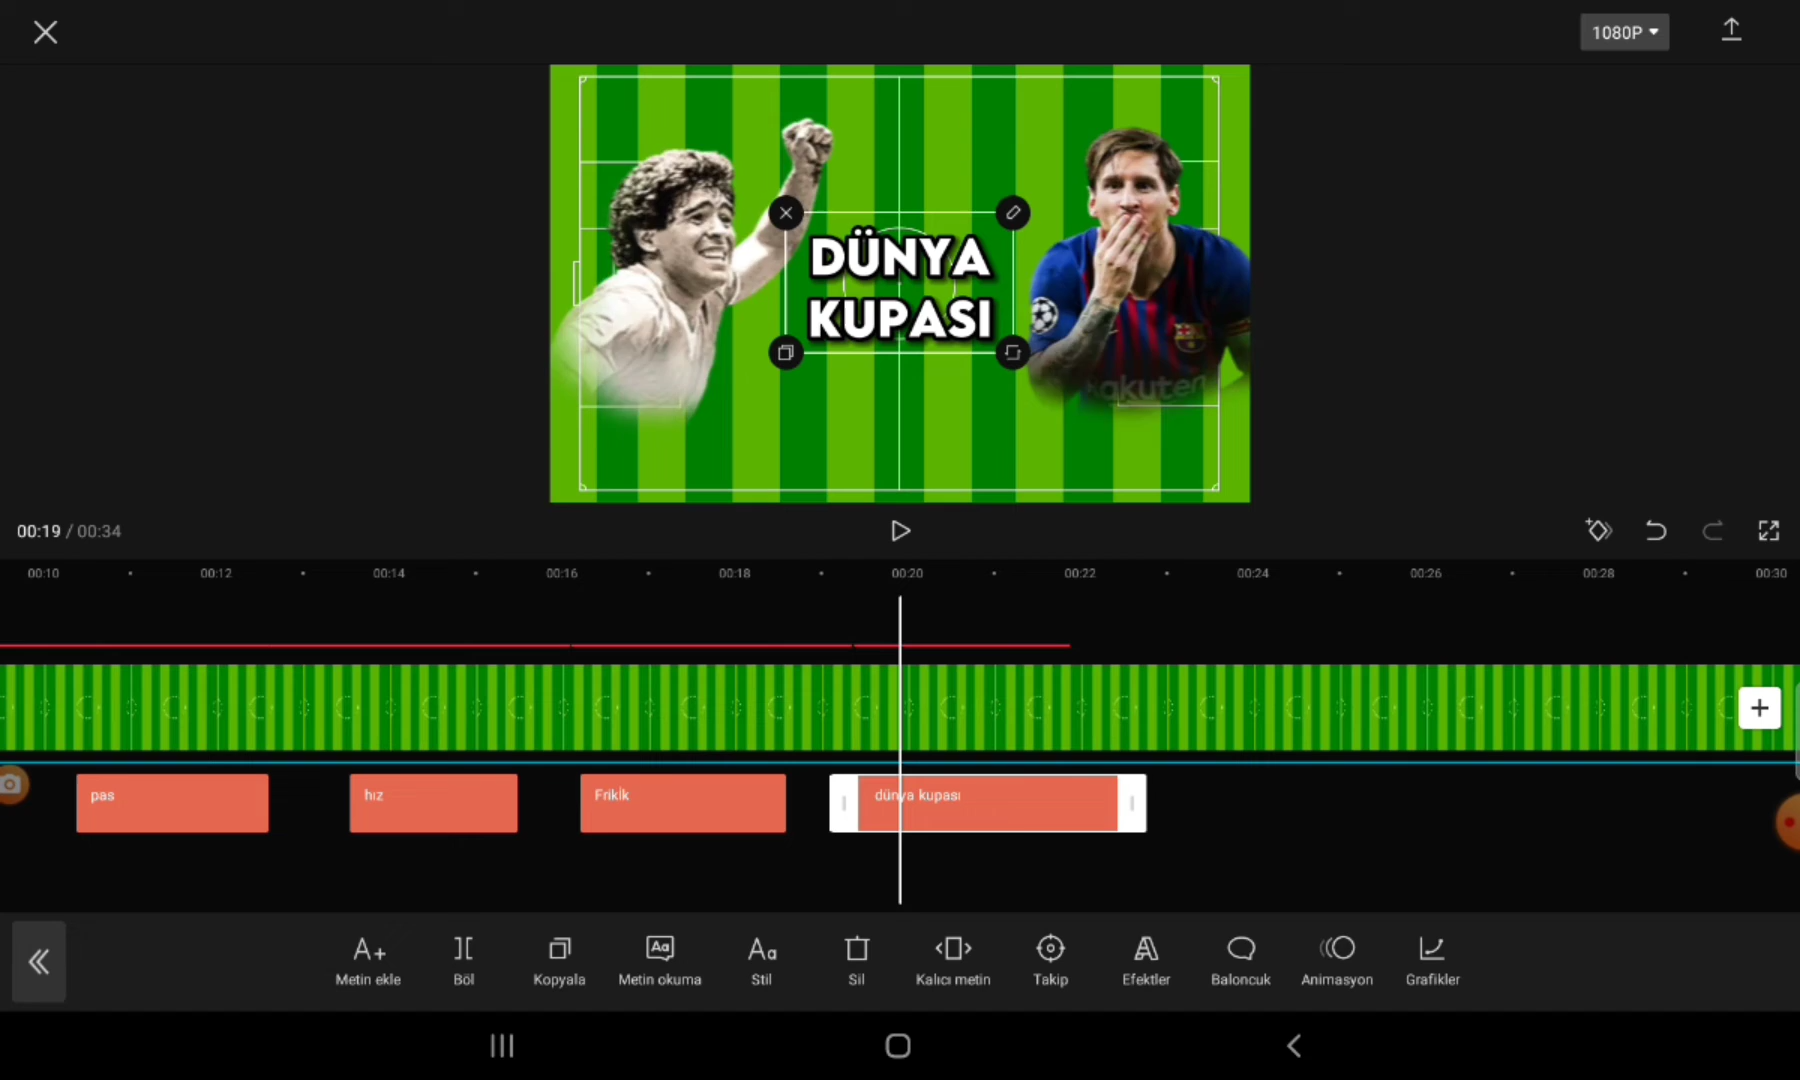 1080P
DÜNYA
KUPASI
Rakuten
00:19 / 00:34
00:10 00:12 00:14 00:16 00:18 00:20 00:22 00:24 00:26 00:28 00:30
pas hız Frikİk dünya kupası
Metin ekle Böl Kopyala Metin okuma Stil Sil Kalıcı metin Takip Efektler Baloncuk Animasyon Grafikler